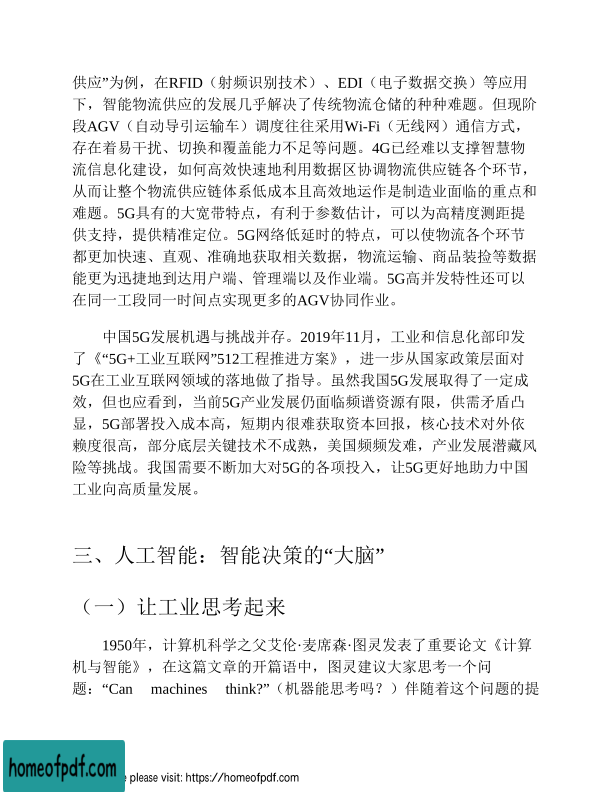 供应”为例，在RFID（射频识别技术）、EDI（电子数据交换）等应用
下，智能物流供应的发展几乎解决了传统物流仓储的种种难题。但现阶
段AGV（自动导引运输车）调度往往采用Wi-Fi（无线网）通信方式，
存在着易干扰、切换和覆盖能力不足等问题。4G已经难以支撑智慧物
流信息化建设，如何高效快速地利用数据区协调物流供应链各个环节，
从而让整个物流供应链体系低成本且高效地运作是制造业面临的重点和
难题。5G具有的大宽带特点，有利于参数估计，可以为高精度测距提
供支持，提供精准定位。5G网络低延时的特点，可以使物流各个环节
都更加快速、直观、准确地获取相关数据，物流运输、商品装捡等数据
能更为迅捷地到达用户端、管理端以及作业端。5G高并发特性还可以
在同一工段同一时间点实现更多的AGV协同作业。
中国5G发展机遇与挑战并存。2019年11月，工业和信息化部印发
了《“5G+工业互联网”512工程推进方案》，进一步从国家政策层面对
5G在工业互联网领域的落地做了指导。虽然我国5G发展取得了一定成
效，但也应看到，当前5G产业发展仍面临频谱资源有限，供需矛盾凸
显，5G部署投入成本高，短期内很难获取资本回报，核心技术对外依
赖度很高，部分底层关键技术不成熟，美国频频发难，产业发展潜藏风
险等挑战。我国需要不断加大对5G的各项投入，让5G更好地助力中国
工业向高质量发展。
三、人工智能：智能决策的“大脑”
（一）让工业思考起来
1950年，计算机科学之父艾伦·麦席森·图灵发表了重要论文《计算
机与智能》，在这篇文章的开篇语中，图灵建议大家思考一个问
题：“Can machines think?”（机器能思考吗？）伴随着这个问题的提
homeofpdf.com
e please visit: https://homeofpdf.com